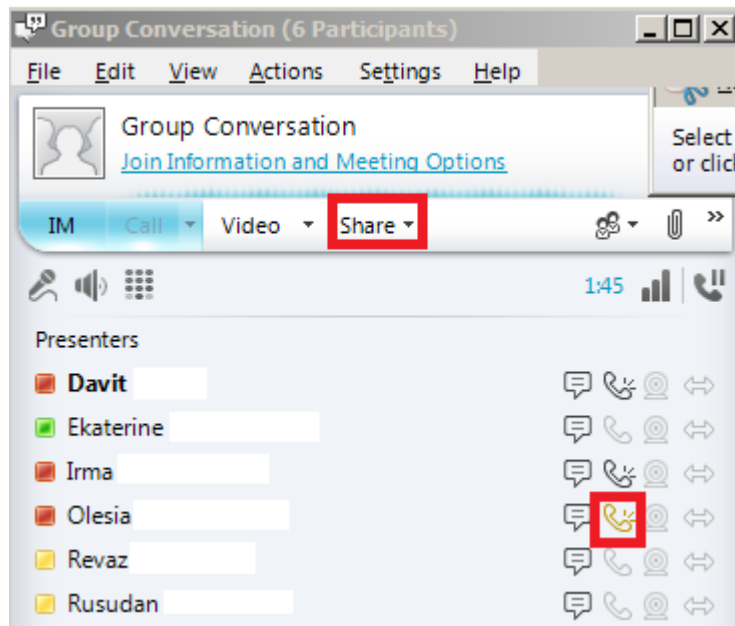 Group Conversation (6 Participants)
File Edit View Actions Settings Help
Group Conversation
Join Information and Meeting Options
Select
or clic
IM Call Video Share »
1:45
Presenters
Davit
Ekaterine
Irma
Olesia
Revaz
Rusudan